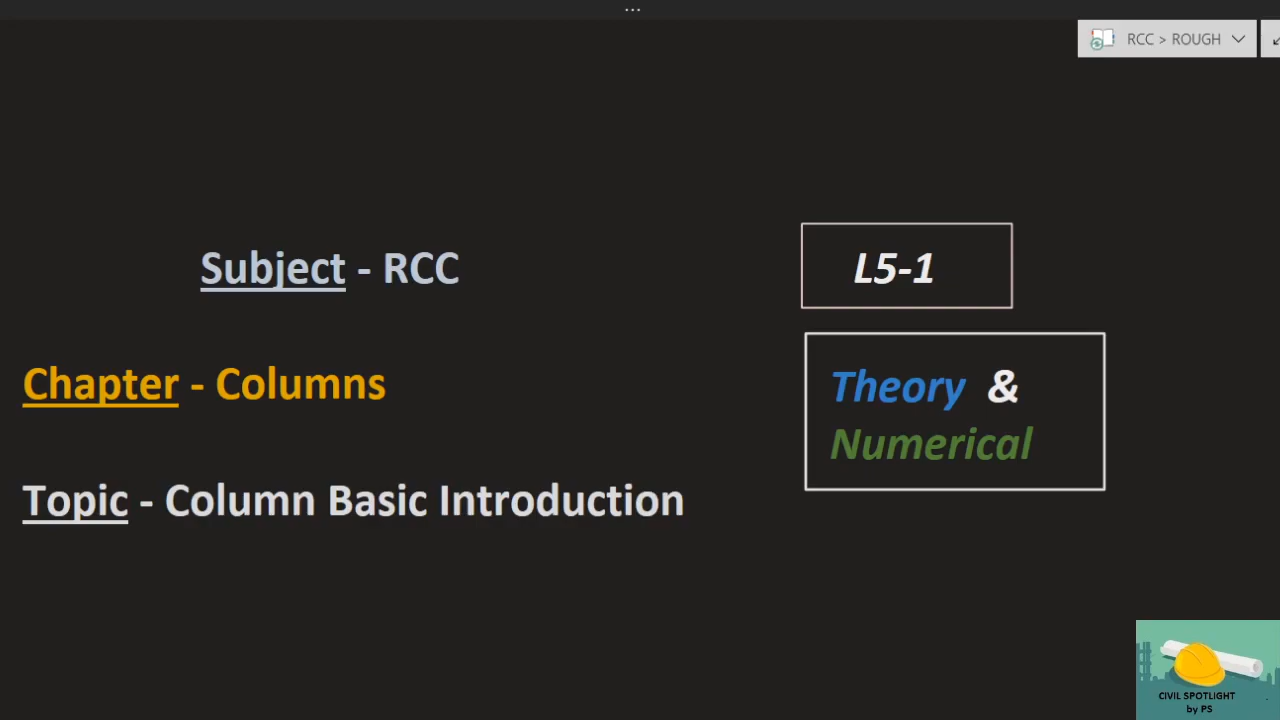 ...
RCC > ROUGH
Subject - RCC
L5-1
Chapter - Columns
Theory &
Numerical
Topic - Column Basic Introduction
CIVIL SPOTLIGHT
by PS